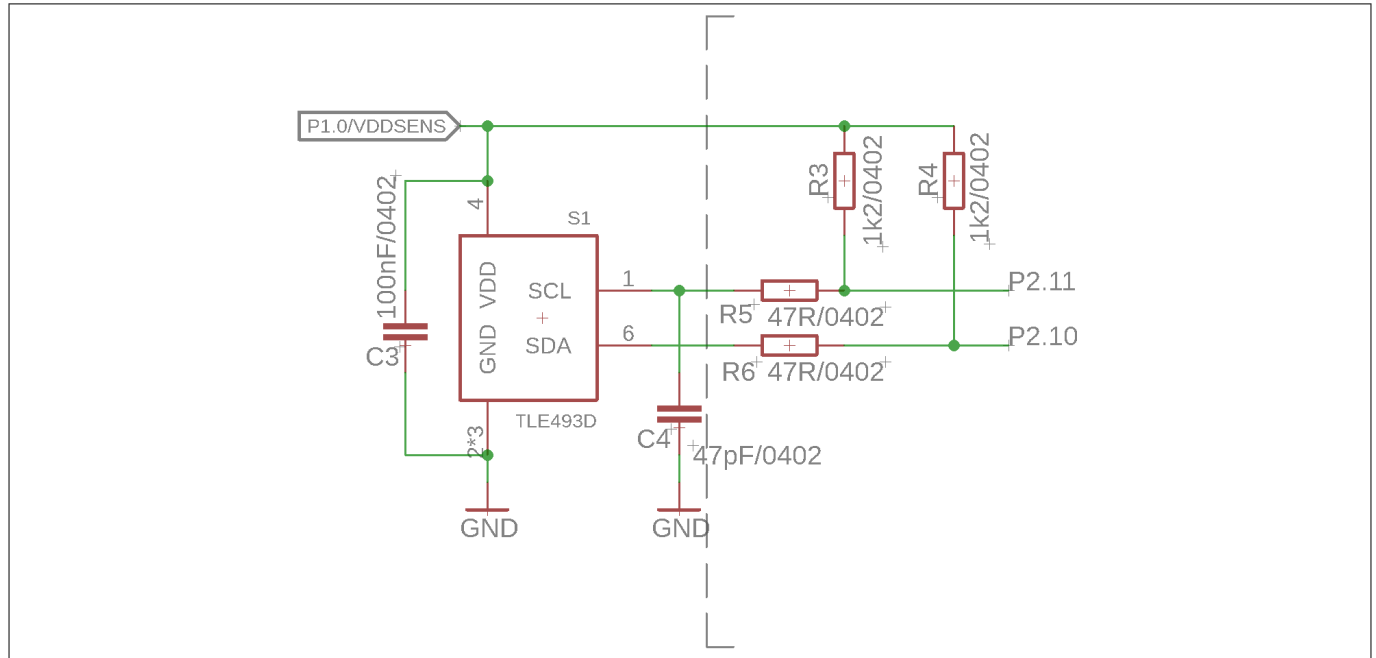 P1.0/VDDSENS
100nF/0402
C3
4
S1
VDD
GND
SCL
SDA
1
6
2*3
TLE493D
GND
C4
47pF/0402
GND
R3
1k2/0402
R4
1k2/0402
R5
47R/0402
R6
47R/0402
P2.11
P2.10